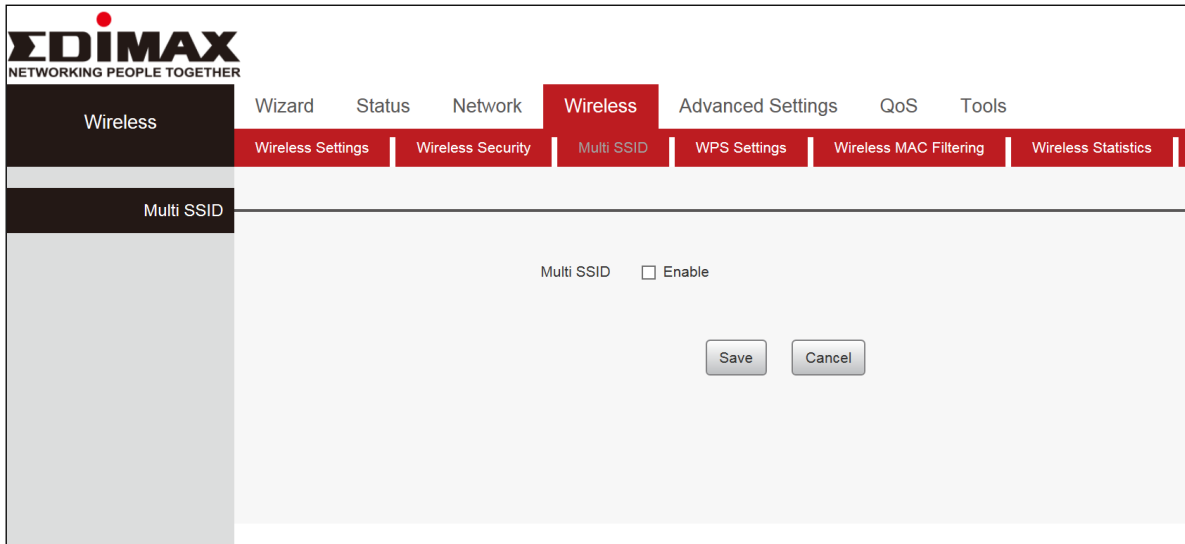 ΣDiMAX
NETWORKING PEOPLE TOGETHER
Wireless
Wizard Status Network Wireless Advanced Settings QoS Tools
Wireless Settings Wireless Security Multi SSID WPS Settings Wireless MAC Filtering Wireless Statistics
Multi SSID
Multi SSID Enable
Save Cancel